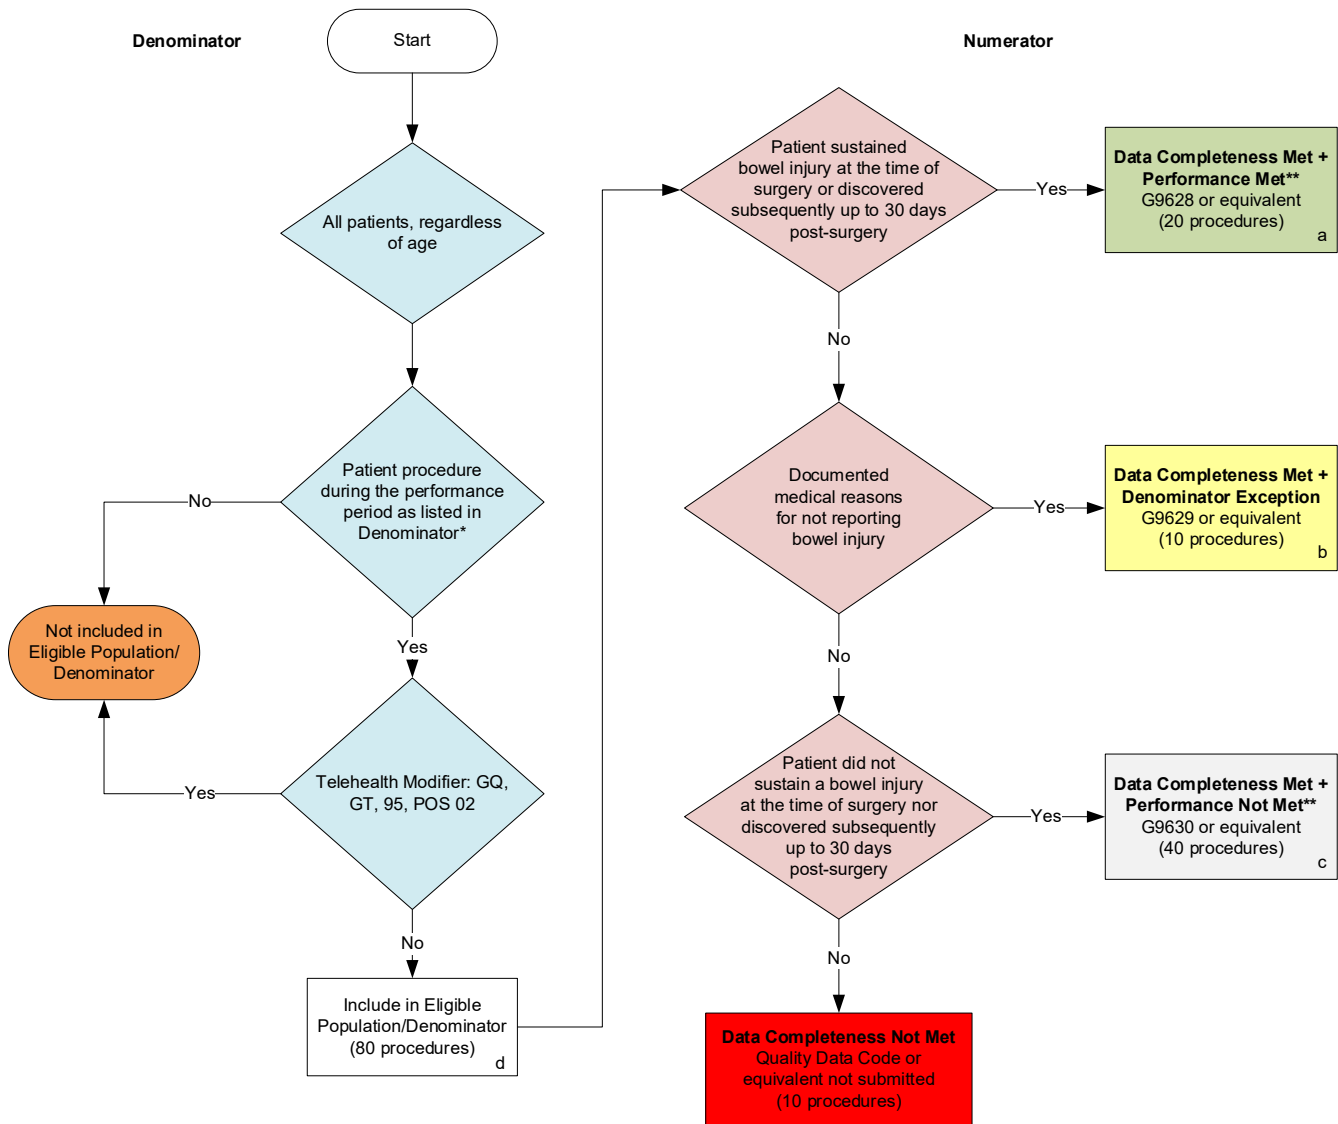 Denominator
Start
Numerator
All patients, regardless
of age
Patient procedure
during the performance
period as listed in
Denominator*
No
Not included in
Eligible Population/
Denominator
Yes
Telehealth Modifier: GQ,
GT, 95, POS 02
Yes
No
Include in Eligible
Population/Denominator
(80 procedures)
d
Patient sustained
bowel injury at the time of
surgery or discovered
subsequently up to 30 days
post-surgery
Yes
Data Completeness Met +
Performance Met**
G9628 or equivalent
(20 procedures)
a
No
Documented
medical reasons
for not reporting
bowel injury
Yes
Data Completeness Met +
Denominator Exception
G9629 or equivalent
(10 procedures)
b
No
Patient did not
sustain a bowel injury
at the time of surgery nor
discovered subsequently
up to 30 days
post-surgery
Yes
Data Completeness Met +
Performance Not Met**
G9630 or equivalent
(40 procedures)
c
No
Data Completeness Not Met
Quality Data Code or
equivalent not submitted
(10 procedures)